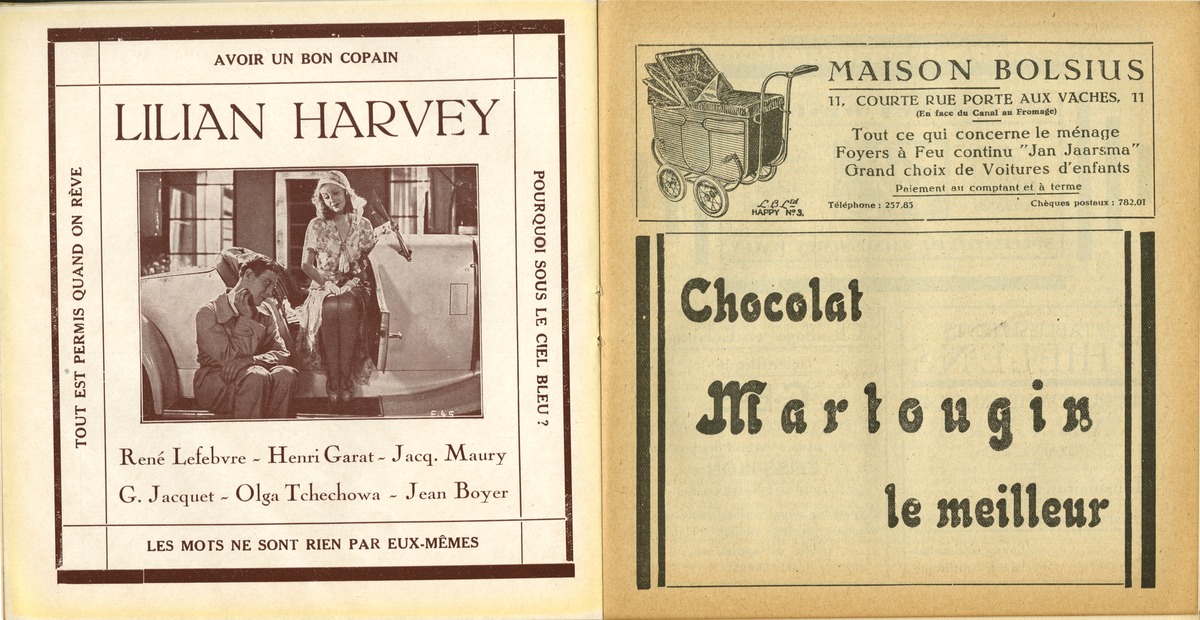 AVOIR UN BON COPAIN
LILIAN HARVEY
TOUT EST PERMIS QUAND ON RÈVE
POURQUOI SOUS LE CIEL BLEU ?
E.45
René Lefebvre - Henri Garat - Jacq. Maury
G. Jacquet - Olga Tchechowa - Jean Boyer
LES MOTS NE SONT RIEN PAR EUX-MÊMES
MAISON BOLSIUS
11, COURTE RUE PORTE AUX VACHES, 11
(En face du Canal au Fromage)
Tout ce qui concerne le ménage
Foyers à Feu continu "Jan Jaarsma"
Grand choix de Voitures d'enfants
Paiement au comptant et à terme
Téléphone : 257,85 Chèques postaux : 782,01
L.B. Ltd
HAPPY No 3.
Chocolat
Martougin
le meilleur